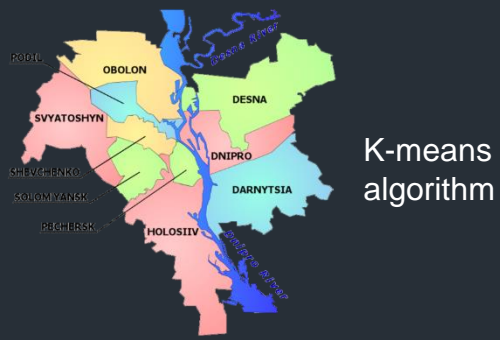 Desna River
PODIL
OBOLON
DESNA
SVYATOSHYN
DNIPRO
SHEVCHENKO
DARNYTSIA
SOLOMYANSK
PECHERSK
HOLOSIIV
Dnipro River
K-means
algorithm